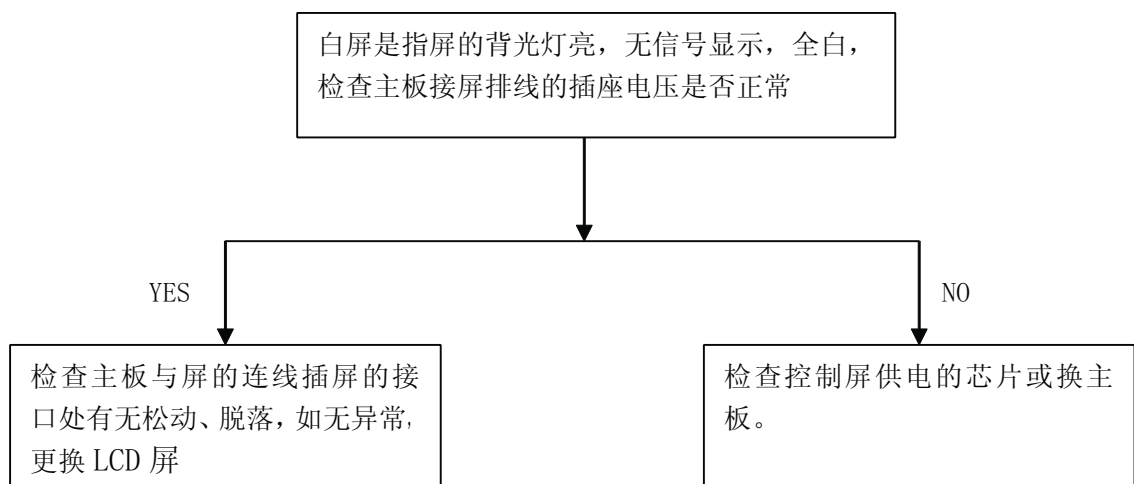 白屏是指屏的背光灯亮，无信号显示，全白，
检查主板接屏排线的插座电压是否正常
YES
NO
检查主板与屏的连线插屏的接
口处有无松动、脱落，如无异常，
更换 LCD 屏
检查控制屏供电的芯片或换主
板。